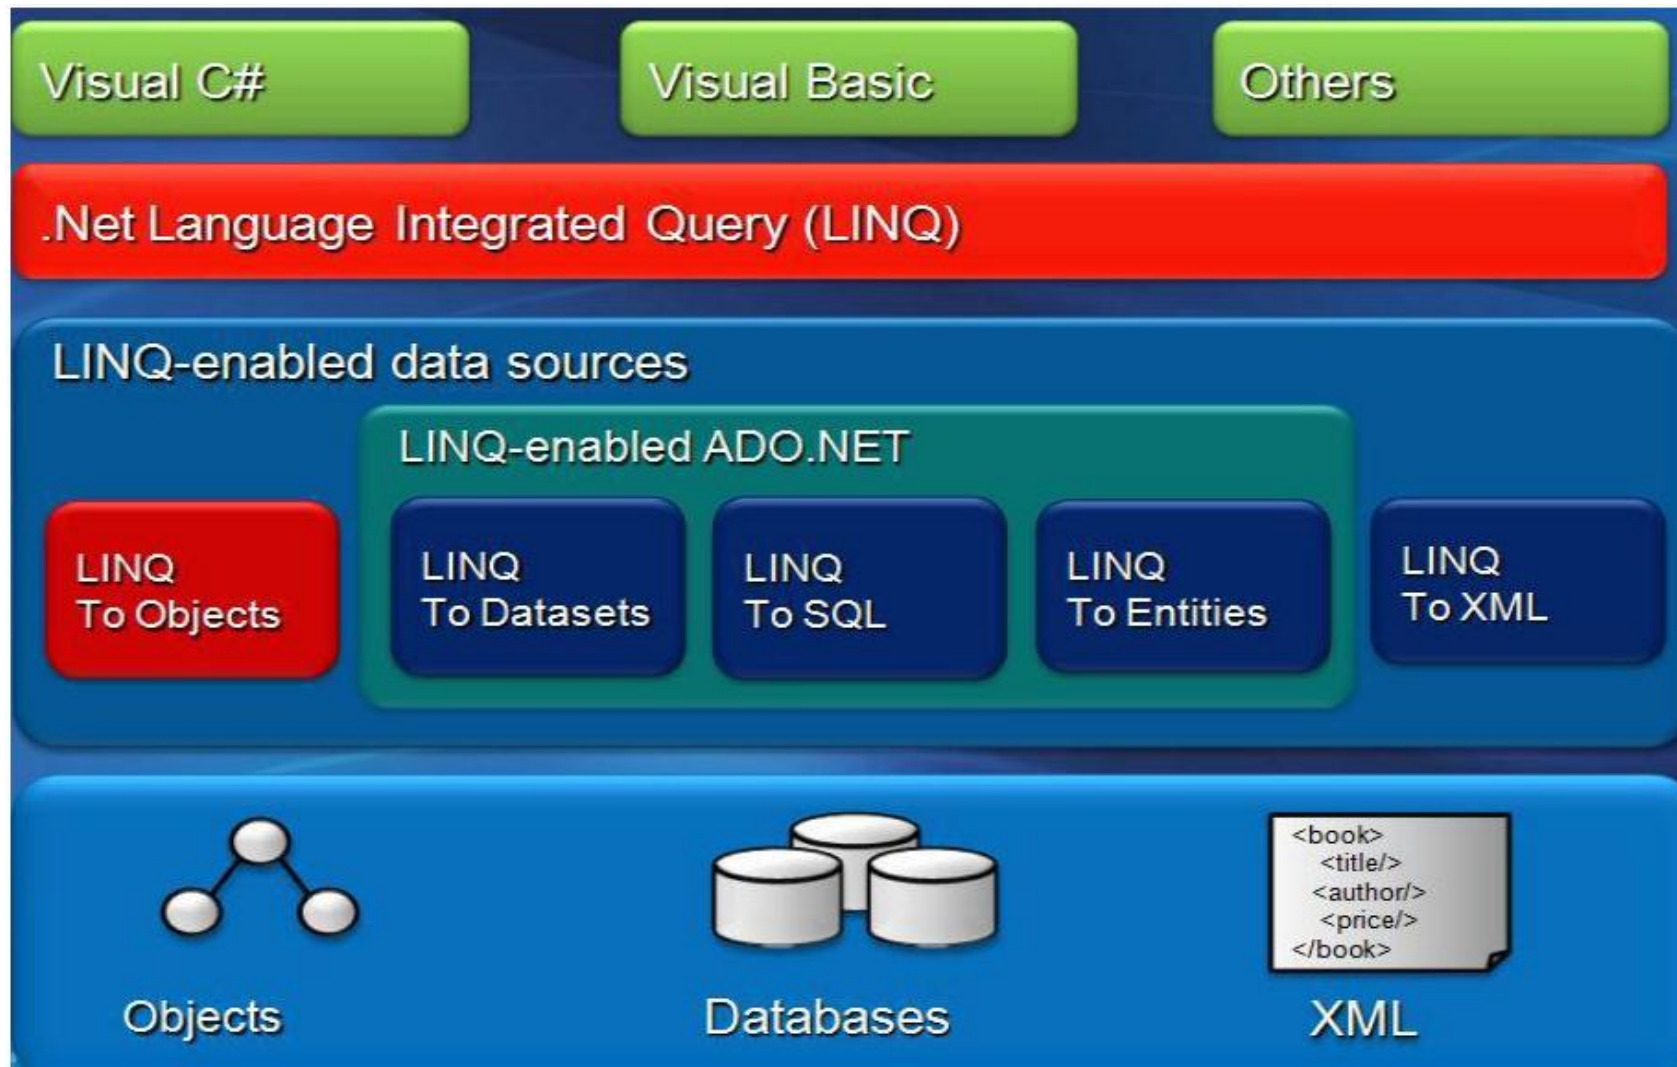 Visual C#
Visual Basic
Others
.Net Language Integrated Query (LINQ)
LINQ-enabled data sources
LINQ-enabled ADO.NET
LINQ
To Objects
LINQ
To Datasets
LINQ
To SQL
LINQ
To Entities
LINQ
To XML
<book>
<title/>
<author/>
<price/>
</book>
Objects
Databases
XML